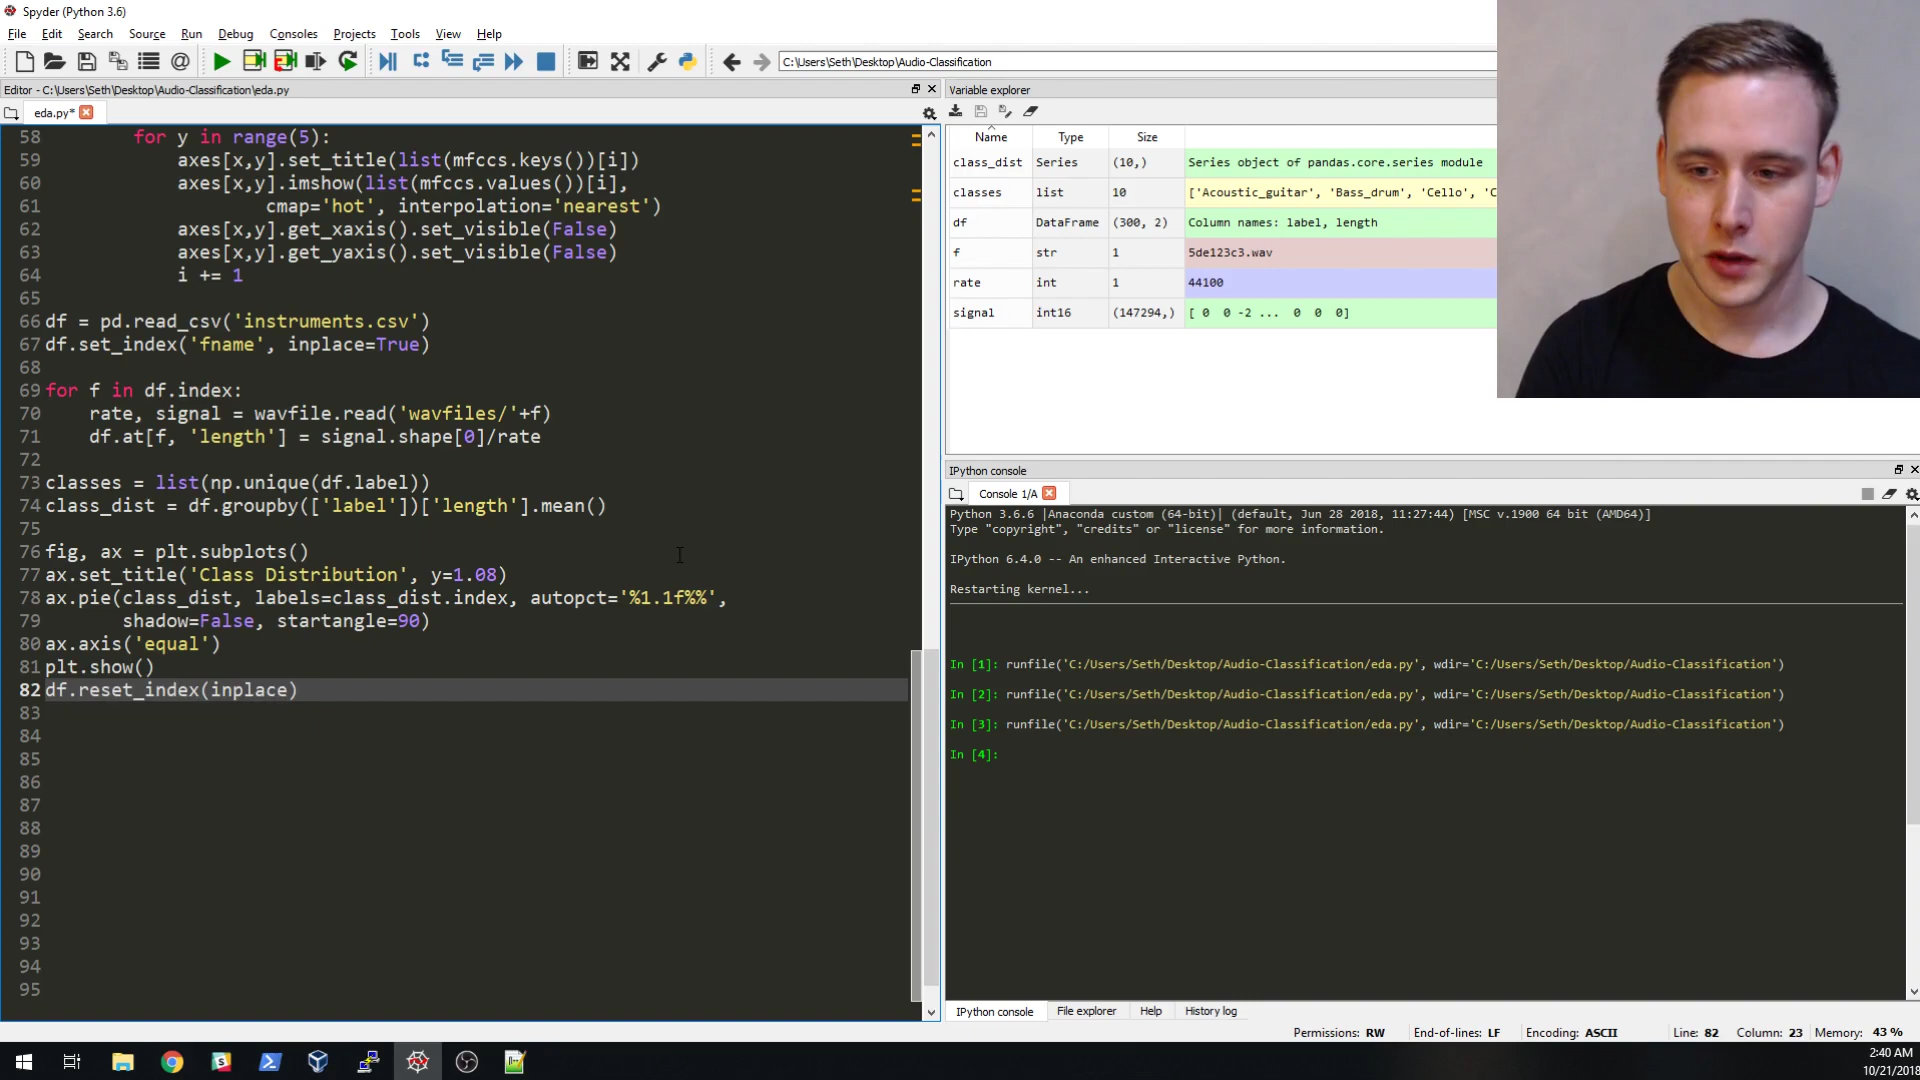 Spyder (Python 3.6)
File Edit Search Source Run Debug Consoles Projects Tools View Help
C:\Users\Seth\Desktop\Audio-Classification
Editor - C:\Users\Seth\Desktop\Audio-Classification\eda.py
eda.py*
58 for y in range(5):
59 axes[x,y].set_title(list(mfccs.keys())[i])
60 axes[x,y].imshow(list(mfccs.values())[i],
61 cmap='hot', interpolation='nearest')
62 axes[x,y].get_xaxis().set_visible(False)
63 axes[x,y].get_yaxis().set_visible(False)
64 i += 1
65
66 df = pd.read_csv('instruments.csv')
67 df.set_index('fname', inplace=True)
68
69 for f in df.index:
70 rate, signal = wavfile.read('wavfiles/'+f)
71 df.at[f, 'length'] = signal.shape[0]/rate
72
73 classes = list(np.unique(df.label))
74 class_dist = df.groupby(['label'])['length'].mean()
75
76 fig, ax = plt.subplots()
77 ax.set_title('Class Distribution', y=1.08)
78 ax.pie(class_dist, labels=class_dist.index, autopct='%1.1f%%',
79 shadow=False, startangle=90)
80 ax.axis('equal')
81 plt.show()
82 df.reset_index(inplace)
83
84
85
86
87
88
89
90
91
92
93
94
95
Variable explorer
Name Type Size
class_dist Series (10,) Series object of pandas.core.series module
classes list 10 ['Acoustic_guitar', 'Bass_drum', 'Cello', 'C
df DataFrame (300, 2) Column names: label, length
f str 1 5de123c3.wav
rate int 1 44100
signal int16 (147294,) [ 0 0 -2 ... 0 0 0]
IPython console
Console 1/A
Python 3.6.6 |Anaconda custom (64-bit)| (default, Jun 28 2018, 11:27:44) [MSC v.1900 64 bit (AMD64)]
Type "copyright", "credits" or "license" for more information.
IPython 6.4.0 -- An enhanced Interactive Python.
Restarting kernel...
In [1]: runfile('C:/Users/Seth/Desktop/Audio-Classification/eda.py', wdir='C:/Users/Seth/Desktop/Audio-Classification')
In [2]: runfile('C:/Users/Seth/Desktop/Audio-Classification/eda.py', wdir='C:/Users/Seth/Desktop/Audio-Classification')
In [3]: runfile('C:/Users/Seth/Desktop/Audio-Classification/eda.py', wdir='C:/Users/Seth/Desktop/Audio-Classification')
In [4]:
IPython console File explorer Help History log
Permissions: RW End-of-lines: LF Encoding: ASCII Line: 82 Column: 23 Memory: 43 %
2:40 AM
10/21/2018